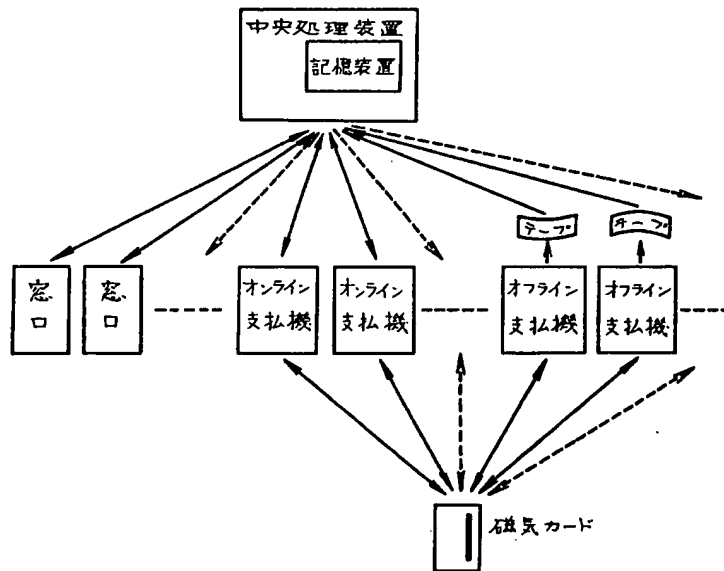 中央処理装置
記憶装置
テープ
テープ
窓口
窓口
オンライン
支払機
オンライン
支払機
オフライン
支払機
オフライン
支払機
磁気カード